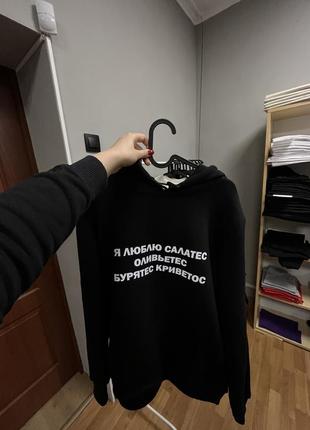 Я ЛЮБЛЮ САЛАТЕС
ОЛИВЬЕТЕС
БУРЯТЕС КРИВЕТОС